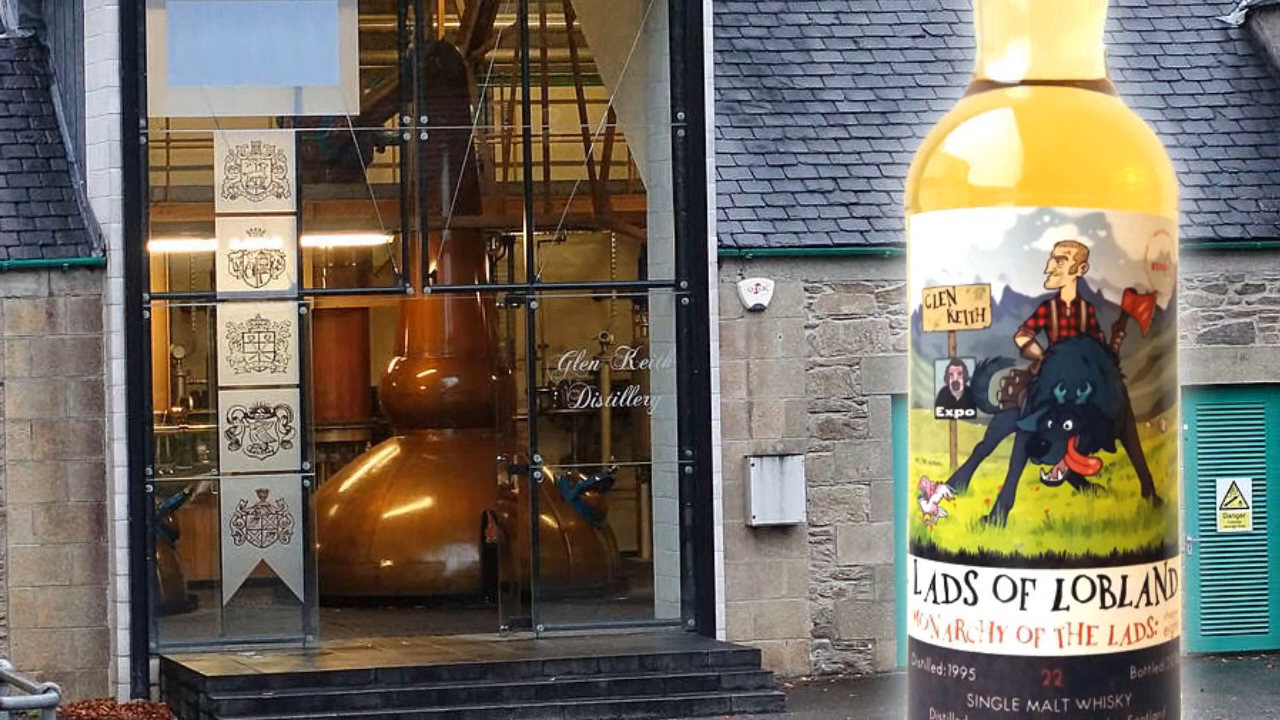 Glen Keith
Distillery
GLEN
KEITH
Expo
LADS OF LOBLAND
MONARCHY OF THE LADS:
Distilled: 1995
22
Bottled:
SINGLE MALT WHISKY
Danger